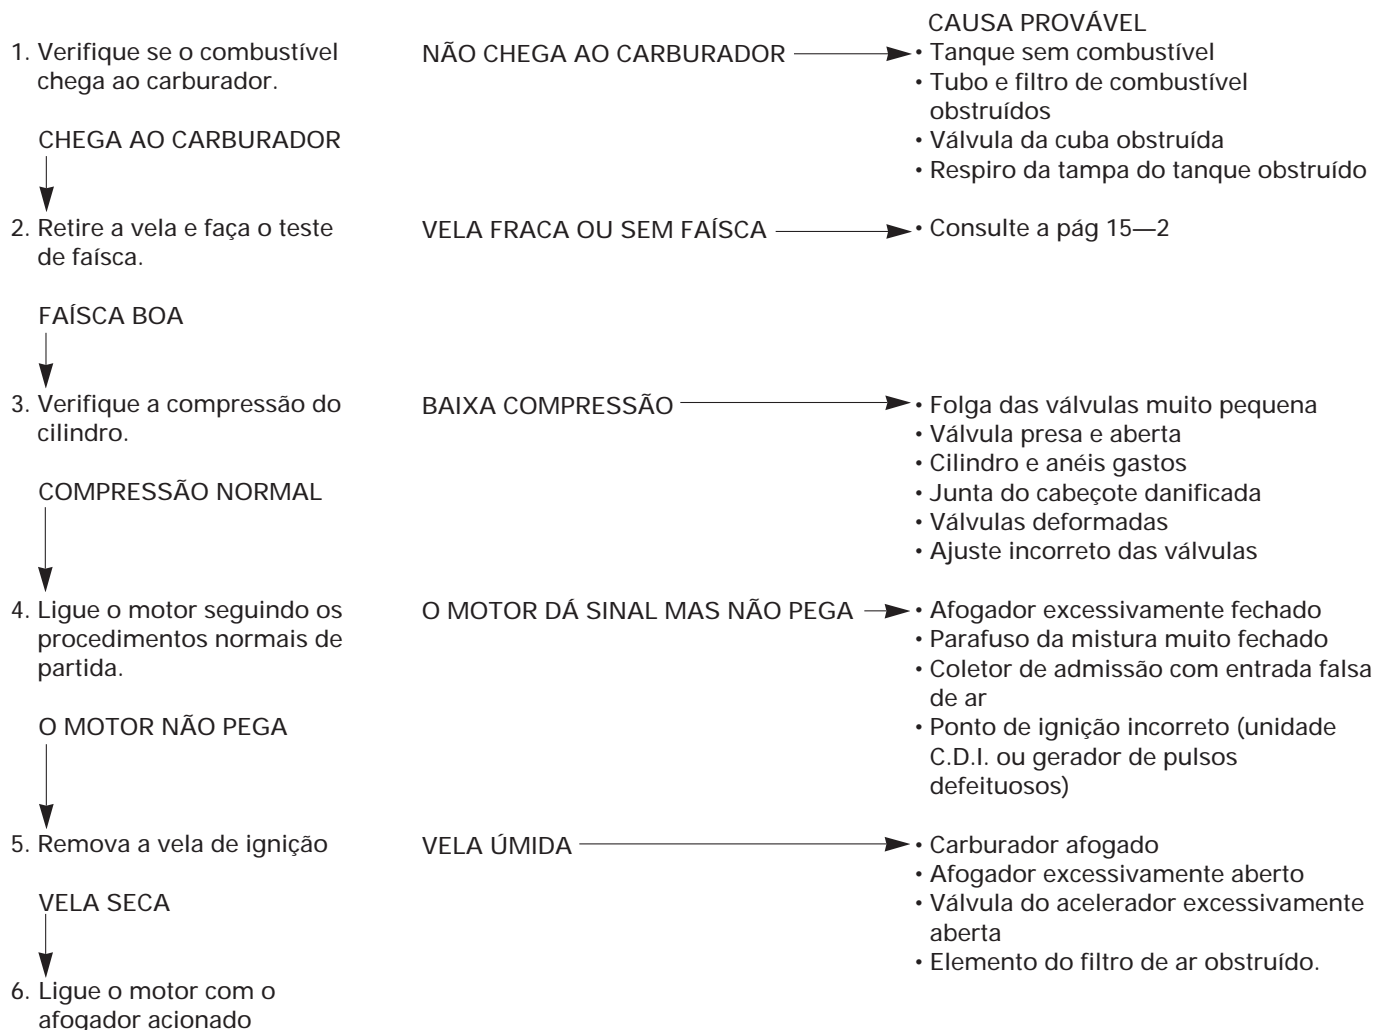 CAUSA PROVÁVEL
1. Verifique se o combustível
chega ao carburador.
NÃO CHEGA AO CARBURADOR
• Tanque sem combustível
• Tubo e filtro de combustível
obstruídos
• Válvula da cuba obstruída
• Respiro da tampa do tanque obstruído
CHEGA AO CARBURADOR
2. Retire a vela e faça o teste
de faísca.
VELA FRACA OU SEM FAÍSCA
• Consulte a pág 15—2
FAÍSCA BOA
3. Verifique a compressão do
cilindro.
BAIXA COMPRESSÃO
• Folga das válvulas muito pequena
• Válvula presa e aberta
• Cilindro e anéis gastos
• Junta do cabeçote danificada
• Válvulas deformadas
• Ajuste incorreto das válvulas
COMPRESSÃO NORMAL
4. Ligue o motor seguindo os
procedimentos normais de
partida.
O MOTOR DÁ SINAL MAS NÃO PEGA
• Afogador excessivamente fechado
• Parafuso da mistura muito fechado
• Coletor de admissão com entrada falsa
de ar
• Ponto de ignição incorreto (unidade
C.D.I. ou gerador de pulsos
defeituosos)
O MOTOR NÃO PEGA
5. Remova a vela de ignição
VELA ÚMIDA
• Carburador afogado
• Afogador excessivamente aberto
• Válvula do acelerador excessivamente
aberta
• Elemento do filtro de ar obstruído.
VELA SECA
6. Ligue o motor com o
afogador acionado